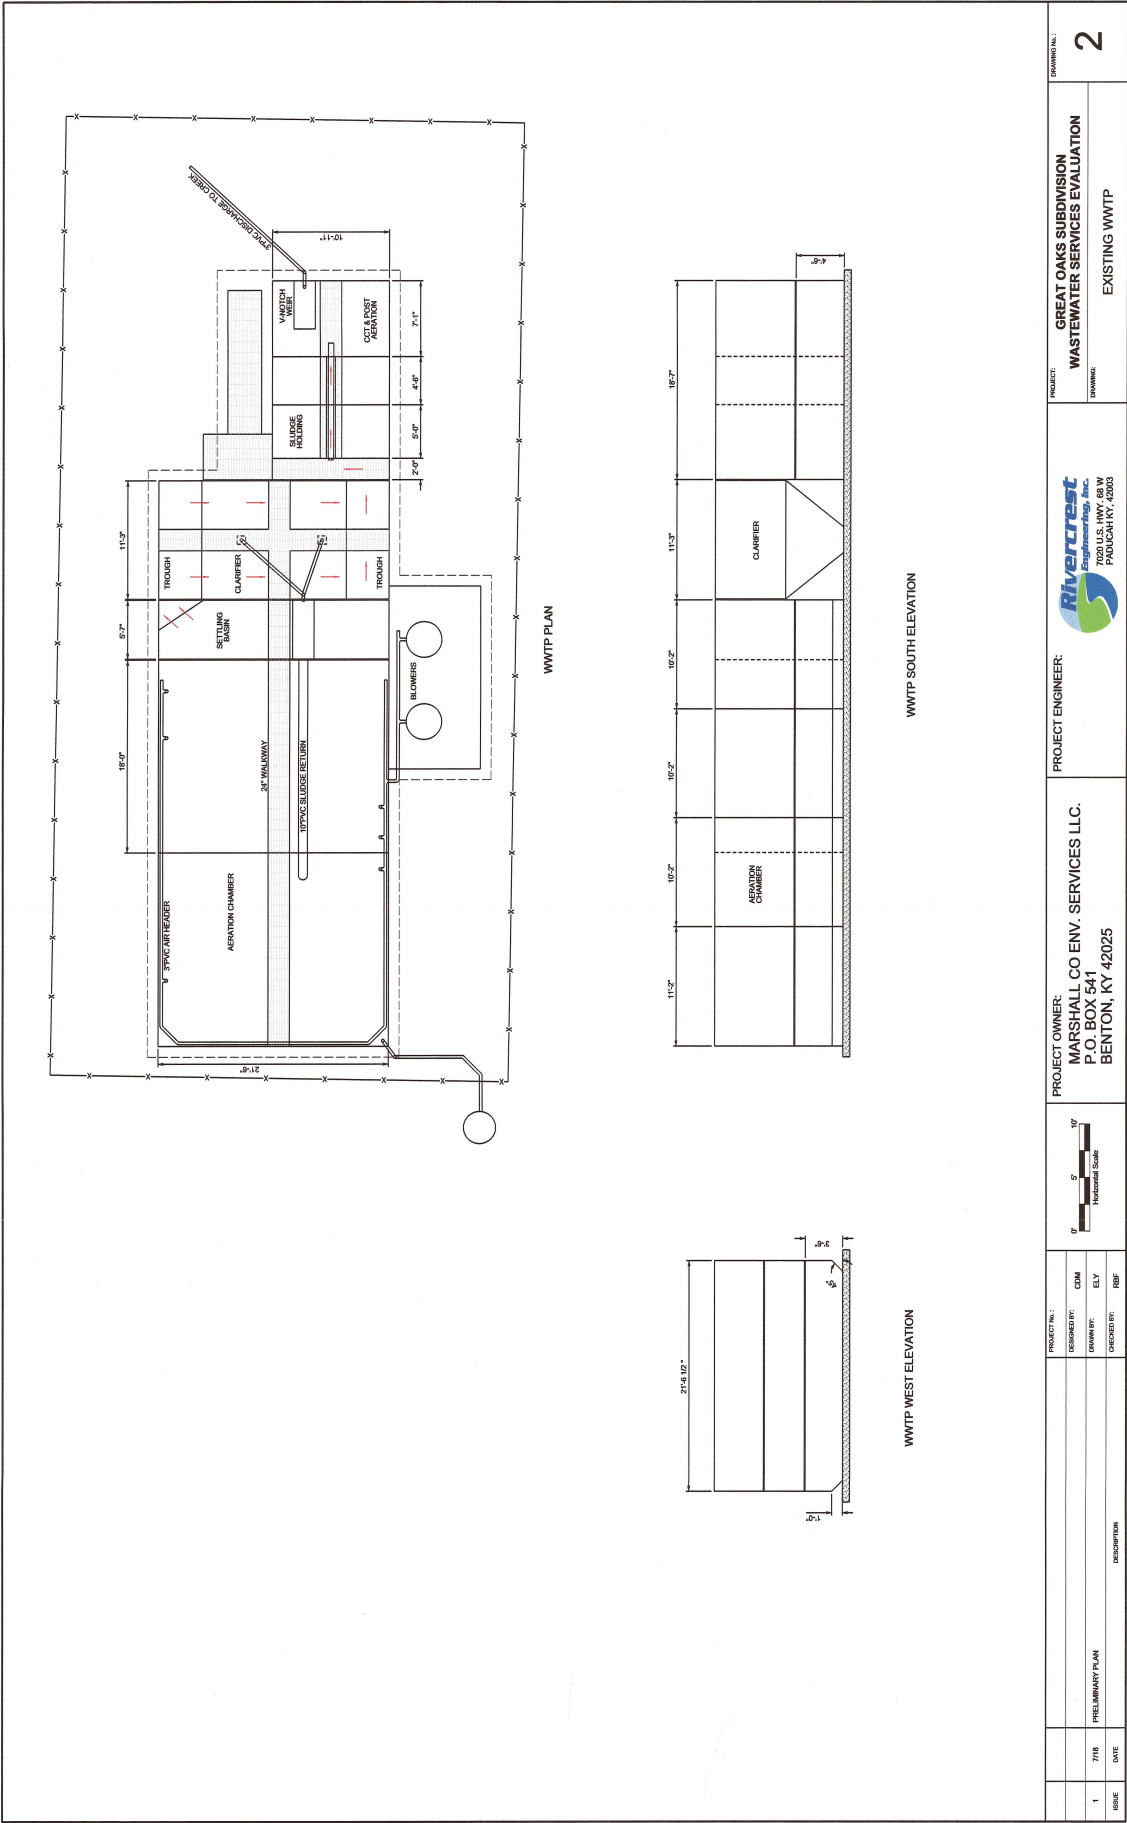 3"PVC DISCHARGE TO CREEK
10'-11"
V-NOTCH
WEIR
CCT & POST
AERATION
7'-1"
4'-6"
SLUDGE
HOLDING
5'-0"
2'-0"
11'-3"
TROUGH
CLARIFIER
TROUGH
5'-7"
SETTLING
BASIN
BLOWERS
18'-0"
24" WALKWAY
10"PVC SLUDGE RETURN
3"PVC AIR HEADER
AERATION CHAMBER
21'-6"
WWTP PLAN
4'-6"
18'-7"
11'-3"
CLARIFIER
10'-2"
10'-2"
10'-2"
AERATION
CHAMBER
11'-2"
WWTP SOUTH ELEVATION
21'-6 1/2"
3'-6"
45°
1'-0"
WWTP WEST ELEVATION
ISSUE
DATE
DESCRIPTION
1
7/18
PRELIMINARY PLAN
PROJECT No. :
DESIGNED BY:
CDM
DRAWN BY:
ELY
CHECKED BY:
RBF
0'
5'
10'
Horizontal Scale
PROJECT OWNER:
MARSHALL CO ENV. SERVICES LLC.
P.O. BOX 541
BENTON, KY 42025
PROJECT ENGINEER:
Rivercrest
Engineering, Inc.
7020 U.S. HWY. 68 W
PADUCAH KY, 42003
PROJECT:
GREAT OAKS SUBDIVISION
WASTEWATER SERVICES EVALUATION
DRAWING:
EXISTING WWTP
DRAWING No. :
2